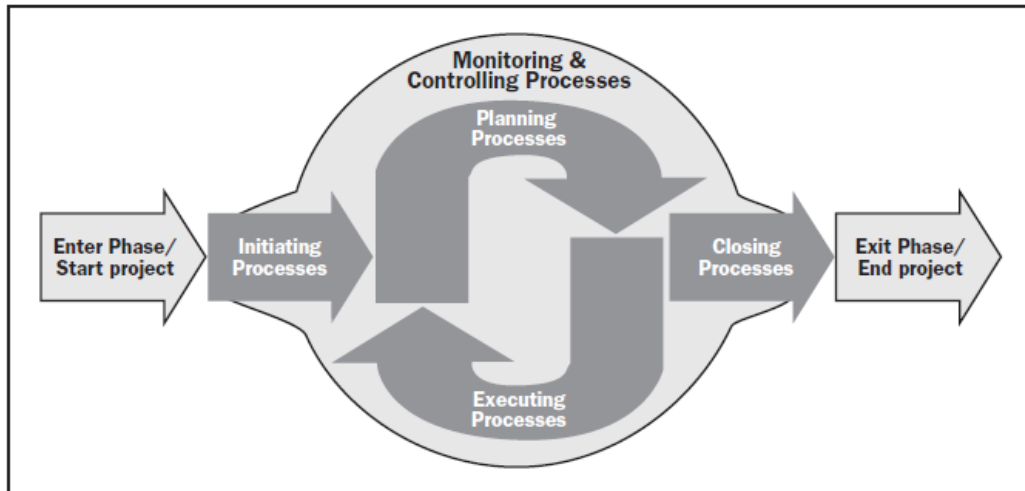 Monitoring &
Controlling Processes
Planning
Processes
Enter Phase/
Start project
Initiating
Processes
Closing
Processes
Exit Phase/
End project
Executing
Processes